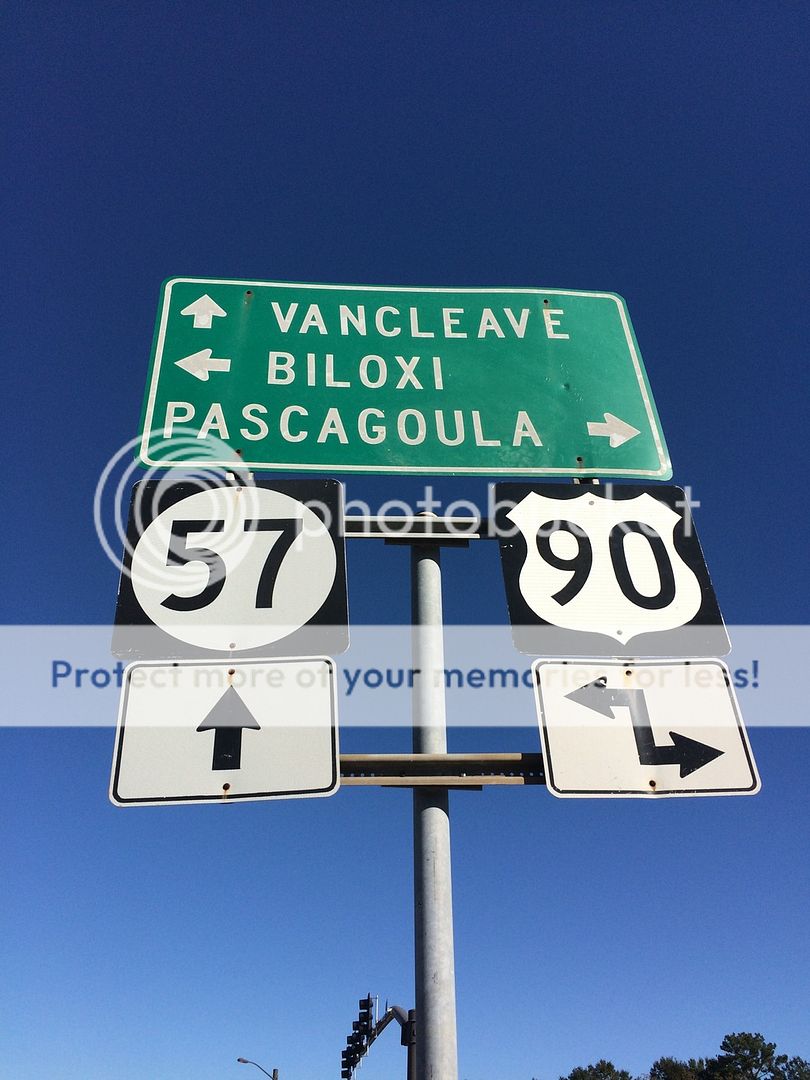 VANCLEAVE
BILOXI
PASCAGOULA
57
90
photobucket
Protect more of your memories for less!